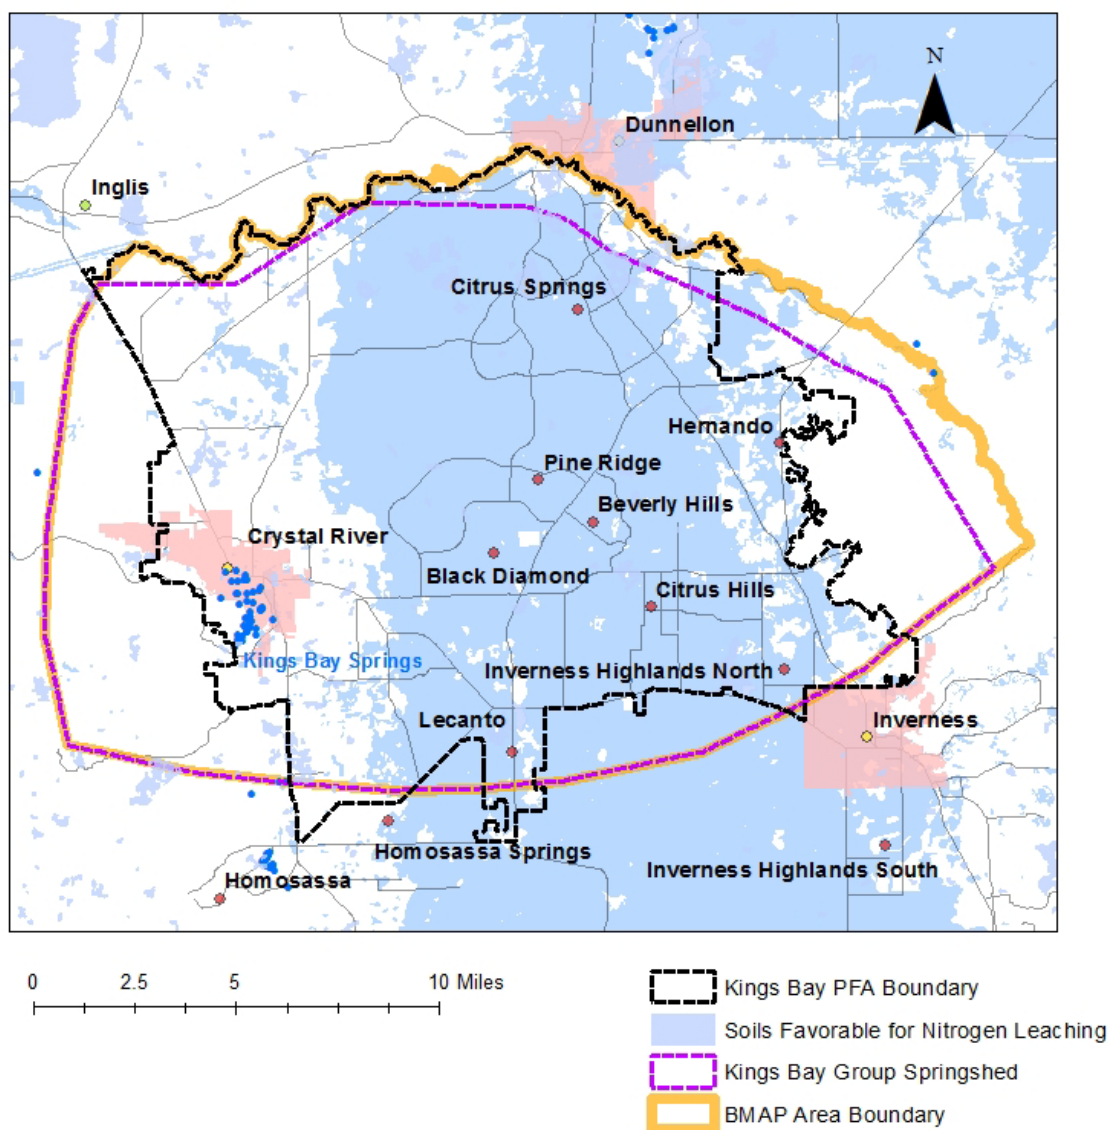 N
Dunnellon
Inglis
Citrus Springs
Hernando
Pine Ridge
Beverly Hills
Crystal River
Black Diamond
Citrus Hills
Kings Bay Springs
Inverness Highlands North
Lecanto
Inverness
Homosassa Springs
Inverness Highlands South
Homosassa
0 2.5 5 10 Miles
Kings Bay PFA Boundary
Soils Favorable for Nitrogen Leaching
Kings Bay Group Springshed
BMAP Area Boundary